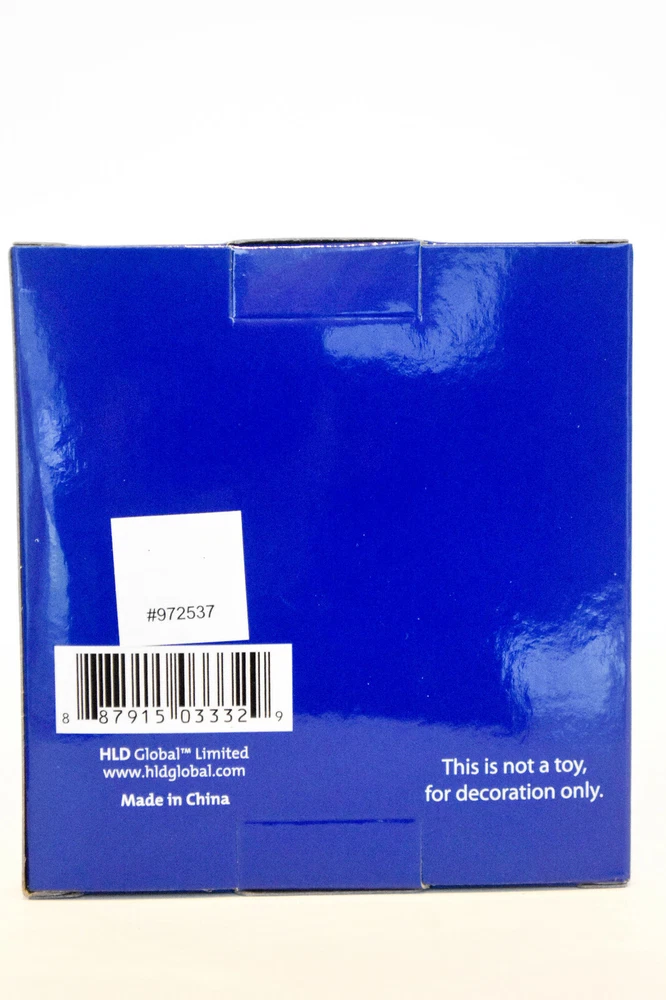 #972537
8 87915 03332 9
HLD Global™ Limited
www.hldglobal.com
Made in China
This is not a toy,
for decoration only.